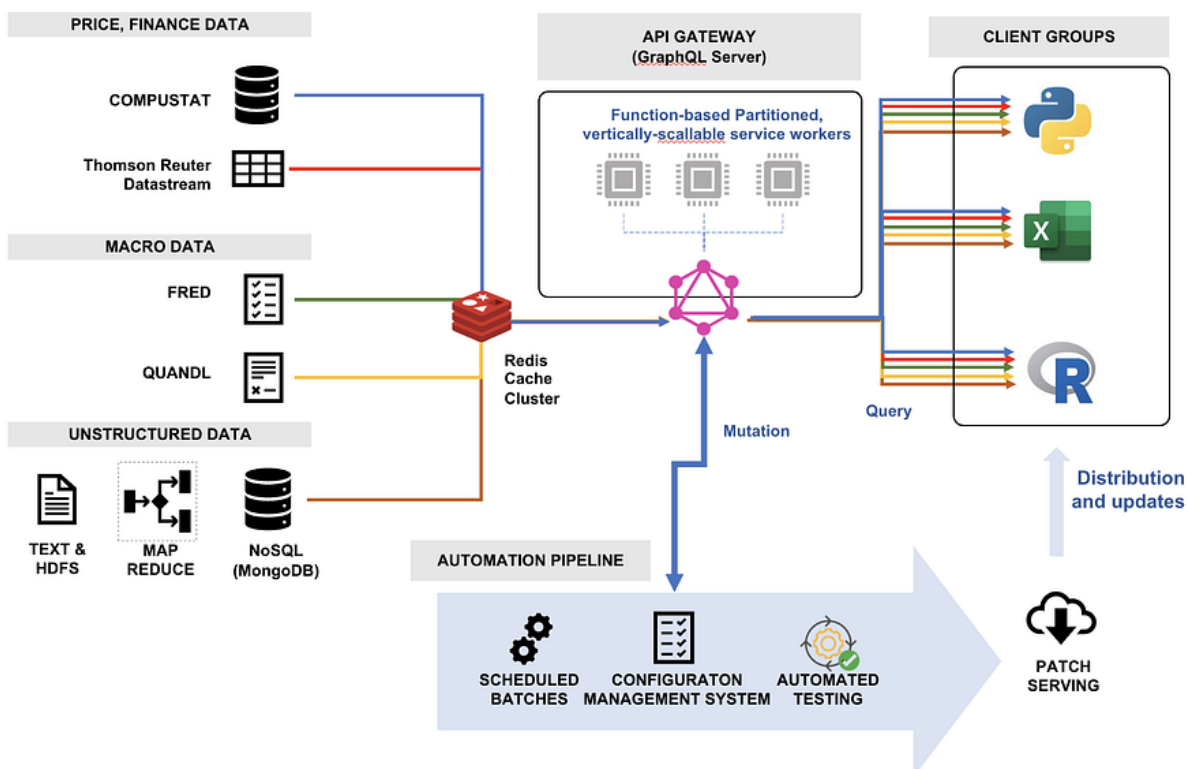 PRICE, FINANCE DATA
COMPUSTAT
Thomson Reuter
Datastream
MACRO DATA
FRED
QUANDL
UNSTRUCTURED DATA
TEXT &
HDFS
MAP
REDUCE
NoSQL
(MongoDB)
Redis
Cache
Cluster
API GATEWAY
(GraphQL Server)
Function-based Partitioned,
vertically-scallable service workers
Mutation
Query
CLIENT GROUPS
X
R
Distribution
and updates
AUTOMATION PIPELINE
SCHEDULED
BATCHES
CONFIGURATON
MANAGEMENT SYSTEM
AUTOMATED
TESTING
PATCH
SERVING